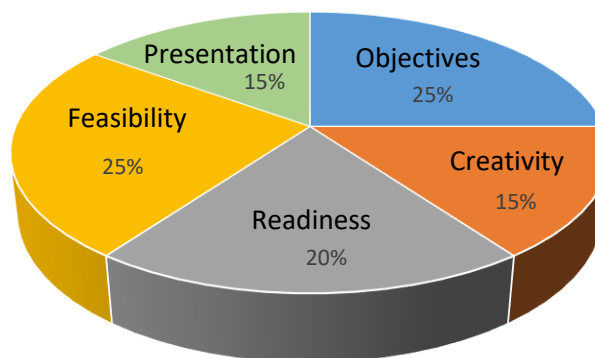 Presentation
15%
Objectives
25%
Feasibility
25%
Creativity
15%
Readiness
20%